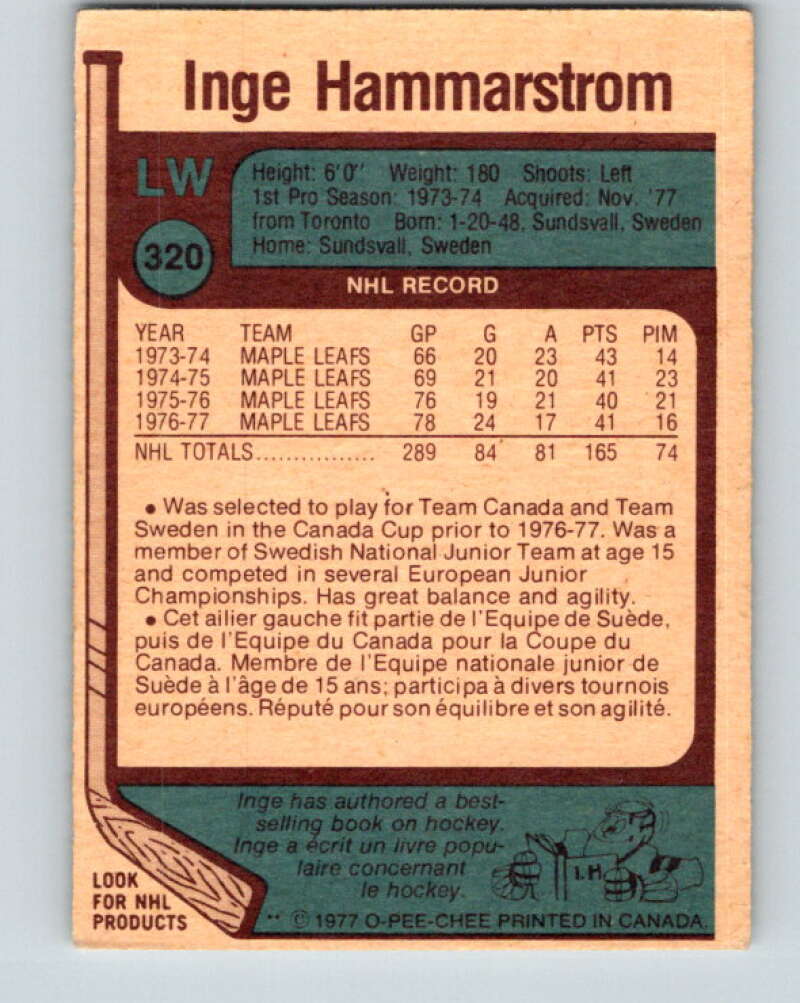 Inge Hammarstrom
LW
320
Height: 6'0" Weight: 180 Shoots: Left
1st Pro Season: 1973-74 Acquired: Nov. '77
from Toronto Born: 1-20-48, Sundsvall, Sweden
Home: Sundsvall, Sweden
NHL RECORD
YEAR TEAM GP G A PTS PIM
1973-74 MAPLE LEAFS 66 20 23 43 14
1974-75 MAPLE LEAFS 69 21 20 41 23
1975-76 MAPLE LEAFS 76 19 21 40 21
1976-77 MAPLE LEAFS 78 24 17 41 16
NHL TOTALS................ 289 84 81 165 74
• Was selected to play for Team Canada and Team
Sweden in the Canada Cup prior to 1976-77. Was a
member of Swedish National Junior Team at age 15
and competed in several European Junior
Championships. Has great balance and agility.
• Cet ailier gauche fit partie de l'Equipe de Suède,
puis de l'Equipe du Canada pour la Coupe du
Canada. Membre de l'Equipe nationale junior de
Suède à l'âge de 15 ans; participa à divers tournois
européens. Réputé pour son équilibre et son agilité.
Inge has authored a best-
selling book on hockey.
Inge a écrit un livre popu-
laire concernant
le hockey.
I.H.
LOOK
FOR NHL
PRODUCTS
** © 1977 O-PEE-CHEE PRINTED IN CANADA.